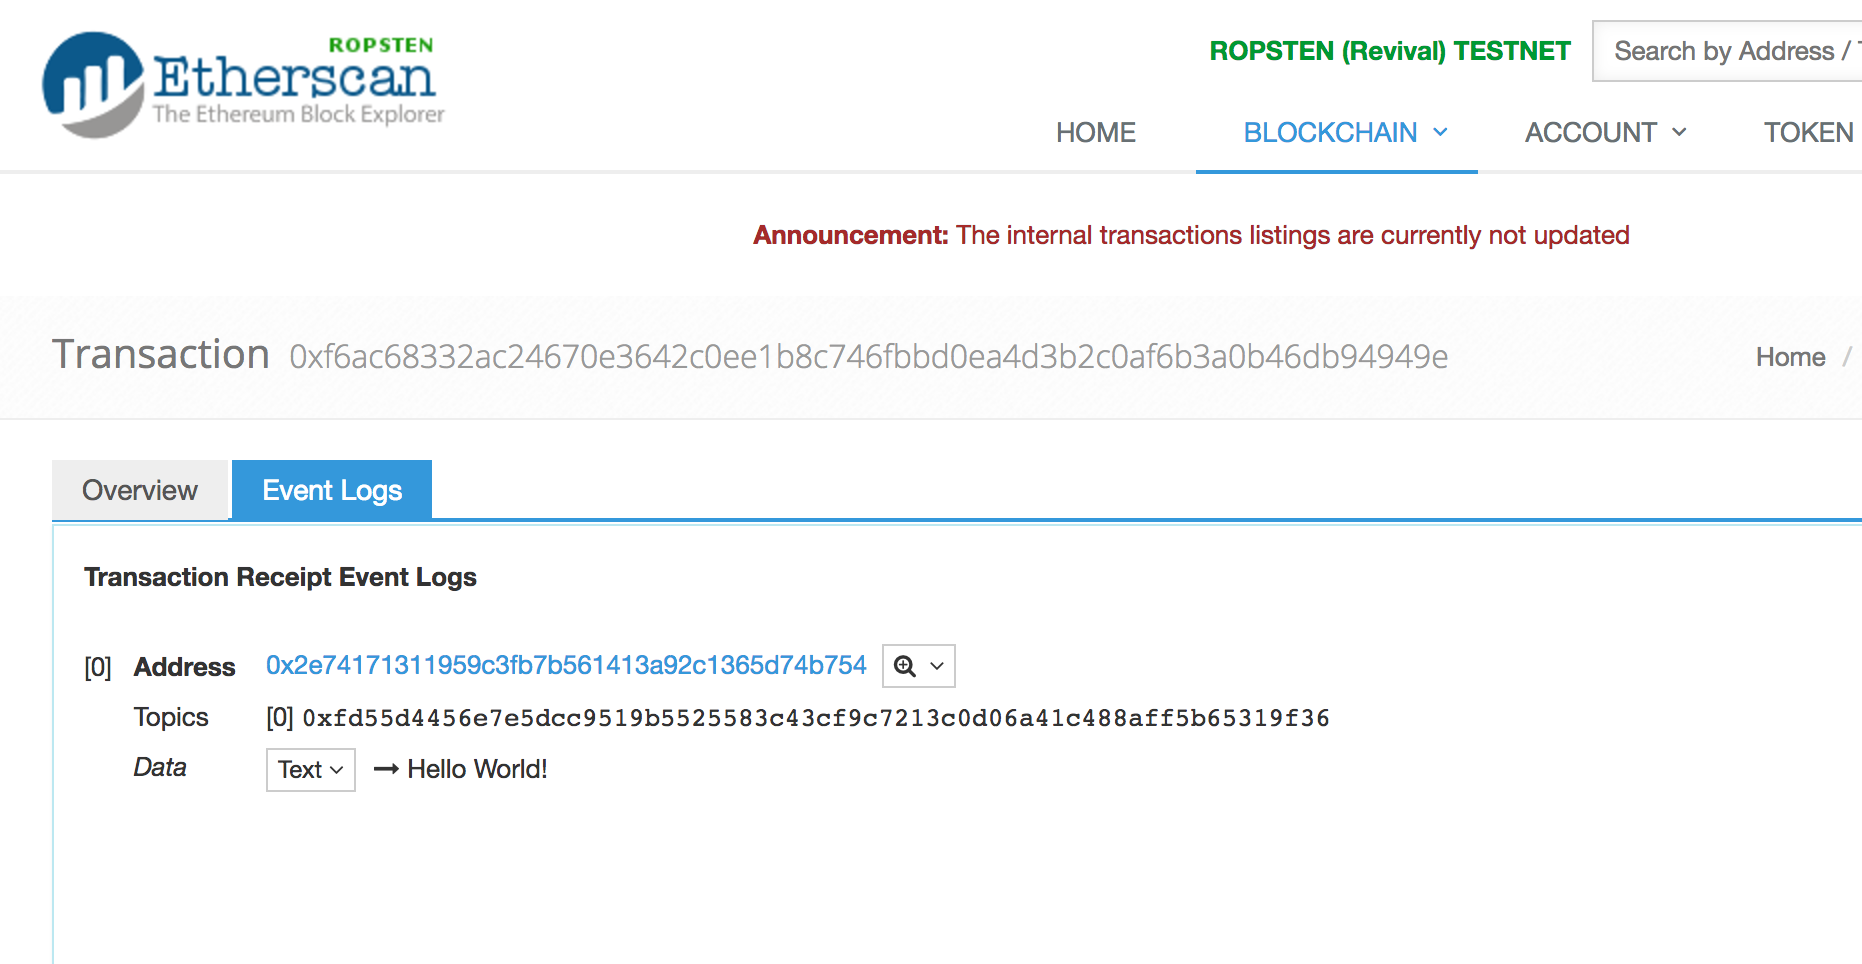 ROPSTEN
Etherscan
The Ethereum Block Explorer
ROPSTEN (Revival) TESTNET
Search by Address /
HOME BLOCKCHAIN ACCOUNT TOKEN
Announcement: The internal transactions listings are currently not updated
Transaction 0xf6ac68332ac24670e3642c0ee1b8c746fbbd0ea4d3b2c0af6b3a0b46db94949e
Home /
Overview Event Logs
Transaction Receipt Event Logs
[0] Address 0x2e74171311959c3fb7b561413a92c1365d74b754
Topics [0] 0xfd55d4456e7e5dcc9519b5525583c43cf9c7213c0d06a41c488aff5b65319f36
Data Text → Hello World!